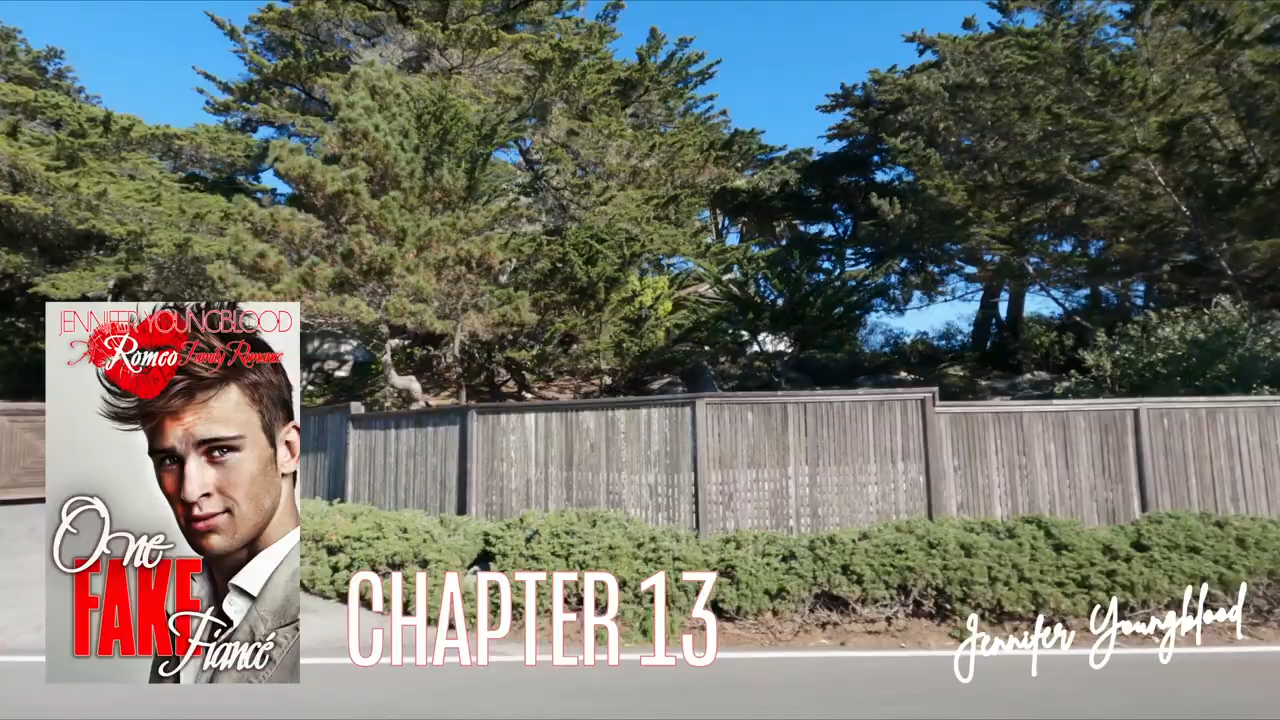 JENNIFER YOUNGBLOOD
A Romeo Family Romance
One
FAKE
Fiancé
CHAPTER 13
Jennifer Youngblood